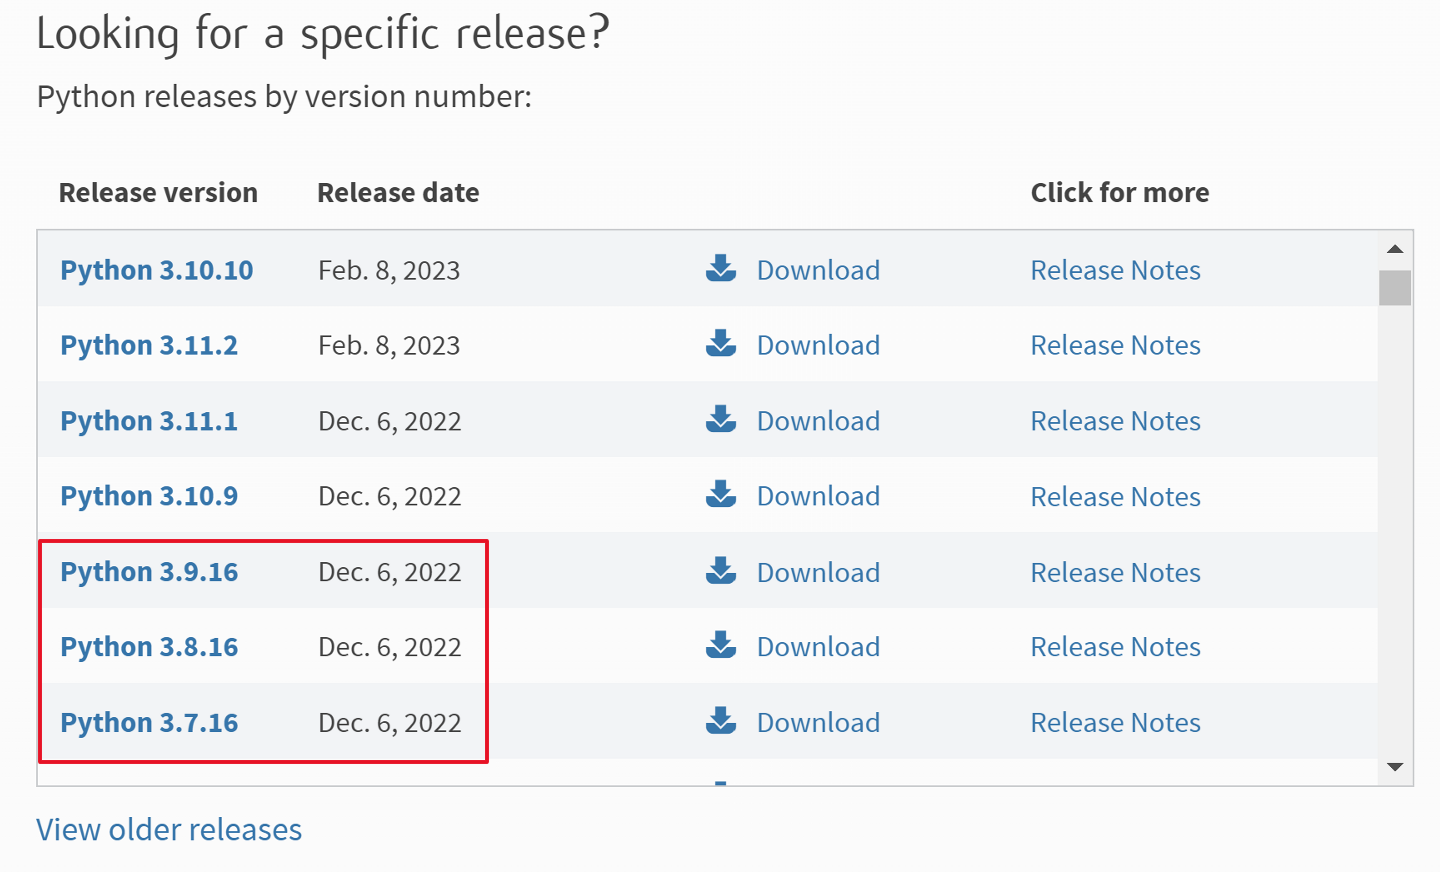 Looking for a specific release?
Python releases by version number:
Release version Release date Click for more
Python 3.10.10 Feb. 8, 2023 Download Release Notes
Python 3.11.2 Feb. 8, 2023 Download Release Notes
Python 3.11.1 Dec. 6, 2022 Download Release Notes
Python 3.10.9 Dec. 6, 2022 Download Release Notes
Python 3.9.16 Dec. 6, 2022 Download Release Notes
Python 3.8.16 Dec. 6, 2022 Download Release Notes
Python 3.7.16 Dec. 6, 2022 Download Release Notes
View older releases